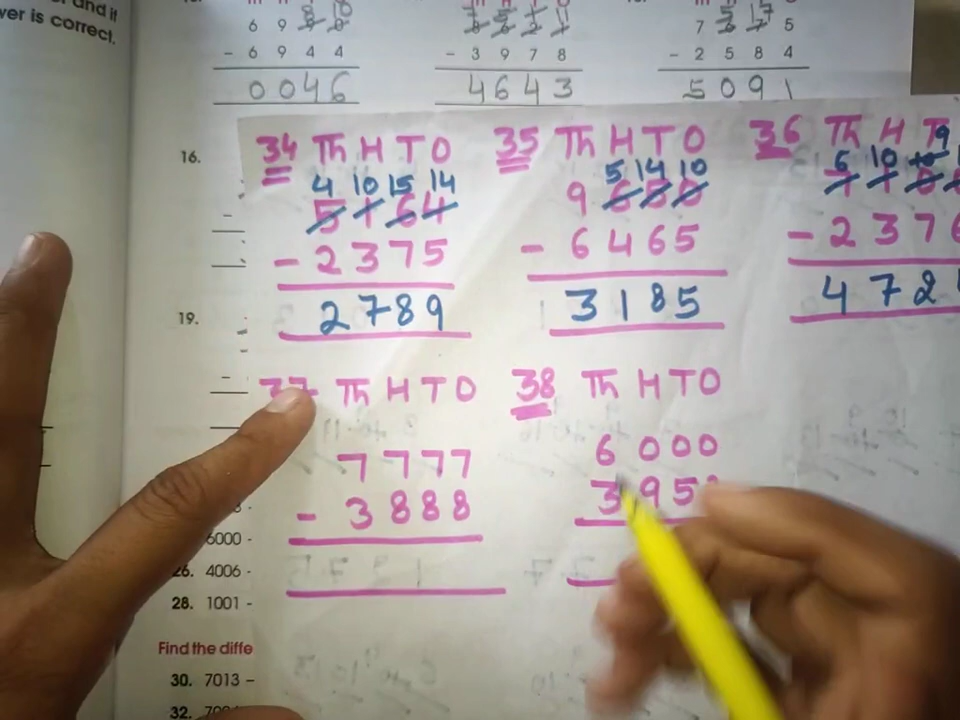 and it
wer is correct.
6 9 4 4
0 0 4 6
- 3 9 7 8
4 6 4 3
- 2 5 8 4
5 0 9 1
16.
34 Th H T O
4 10 15 14
5 1 6 4
- 2 3 7 5
2 7 8 9
35 Th H T O
5 14 10
9 6 5 0
- 6 4 6 5
3 1 8 5
36 Th H T
6 10
- 2 3 7 6
4 7 2
19.
37 Th H T O
7 7 7 7
- 3 8 8 8
38 Th H T O
6 0 0 0
3 9 5
6000 -
26. 4006 -
28. 1001 -
Find the diffe
30. 7013 -
32.